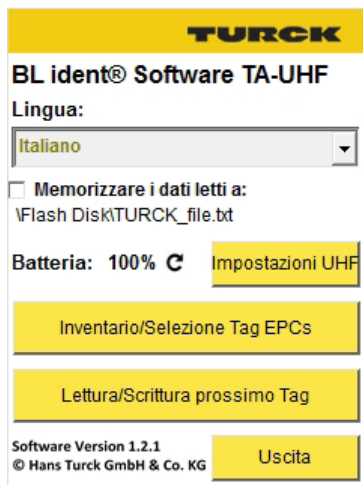 TURCK
BL ident® Software TA-UHF
Lingua:
Italiano
Memorizzare i dati letti a:
\Flash Disk\TURCK_file.txt
Batteria: 100% Impostazioni UHF
Inventario/Selezione Tag EPCs
Lettura/Scrittura prossimo Tag
Software Version 1.2.1
© Hans Turck GmbH & Co. KG
Uscita